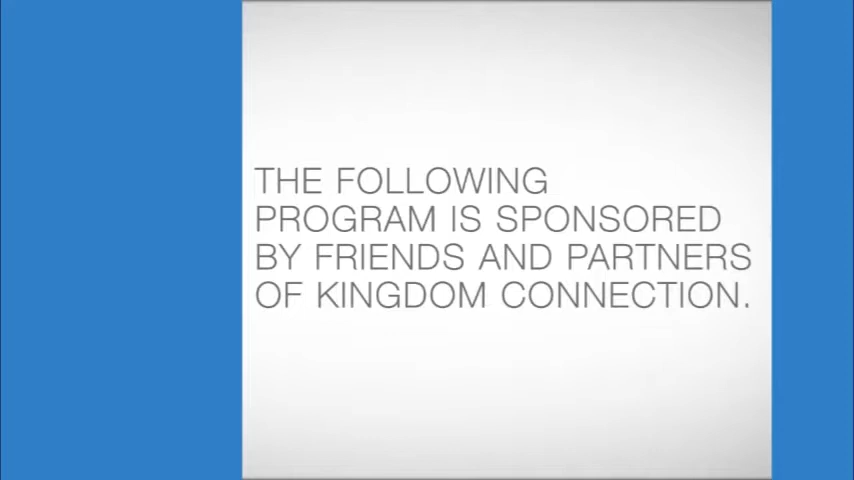 THE FOLLOWING
PROGRAM IS SPONSORED
BY FRIENDS AND PARTNERS
OF KINGDOM CONNECTION.